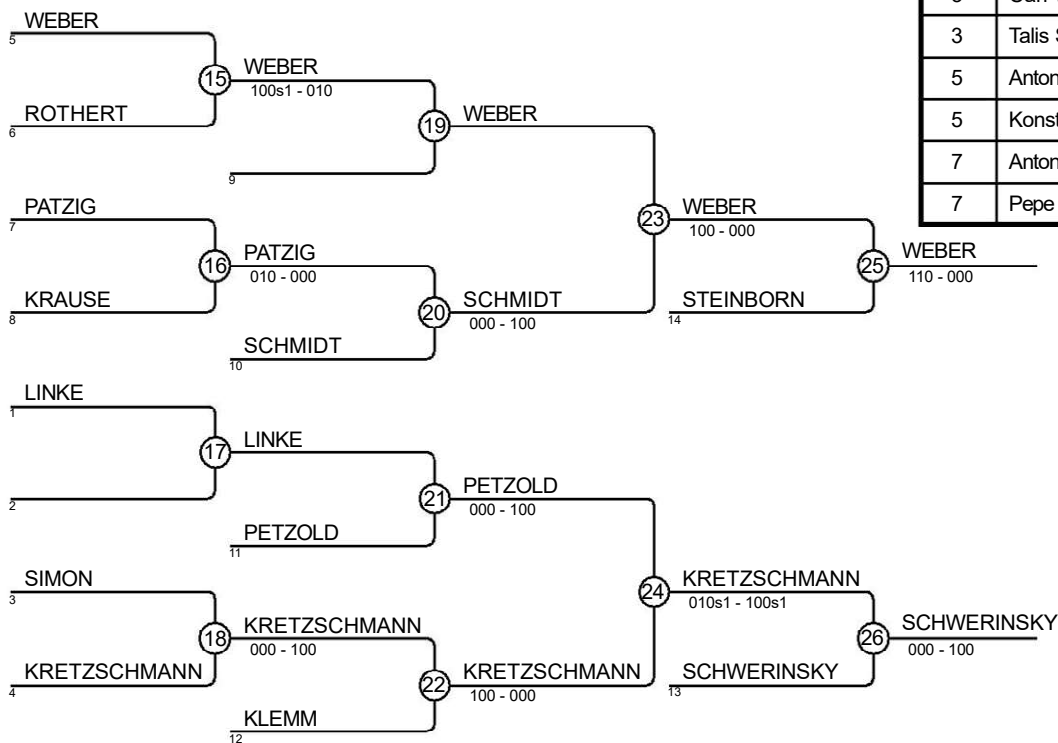 WEBER
5
15
WEBER
100s1 - 010
ROTHERT
6
19
WEBER
9
PATZIG
7
16
PATZIG
010 - 000
KRAUSE
8
20
SCHMIDT
000 - 100
SCHMIDT
10
23
WEBER
100 - 000
STEINBORN
14
25
WEBER
110 - 000
LINKE
1
17
LINKE
2
21
PETZOLD
000 - 100
PETZOLD
11
SIMON
3
18
KRETZSCHMANN
000 - 100
KRETZSCHMANN
4
22
KRETZSCHMANN
100 - 000
KLEMM
12
24
KRETZSCHMANN
010s1 - 100s1
SCHWERINSKY
13
26
SCHWERINSKY
000 - 100
3 Talis
5 Anton
5 Konst
7 Anton
7 Pepe